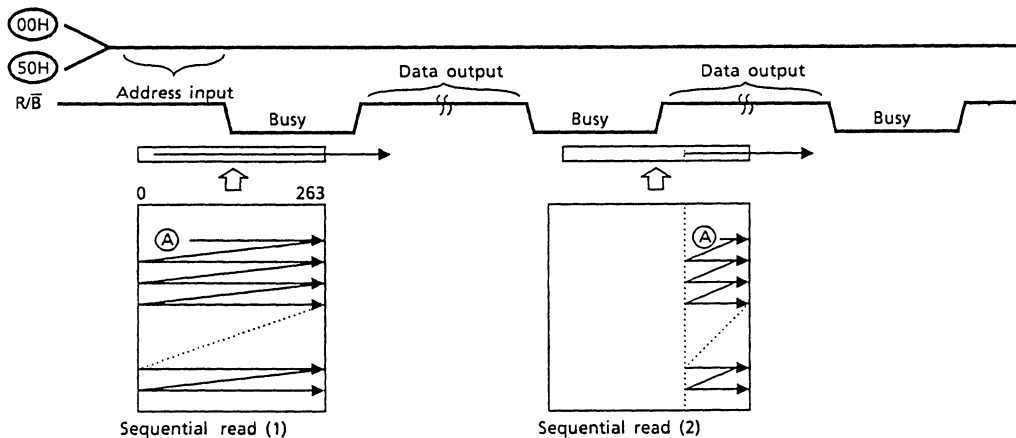 00H
50H
Address input
Data output
Data output
R/B̅
Busy
Busy
Busy
0 263
A
A
Sequential read (1)
Sequential read (2)